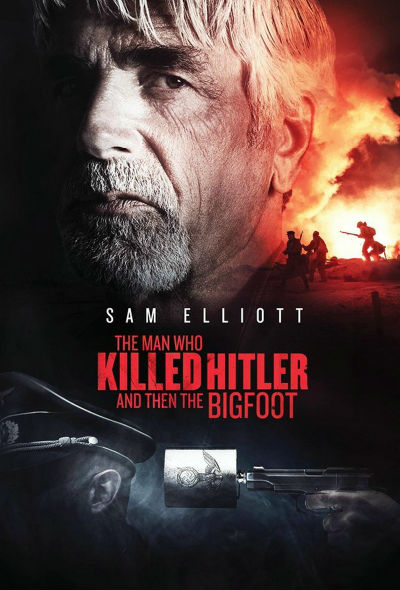 SAM ELLIOTT
THE MAN WHO
KILLED HITLER
AND THEN THE BIGFOOT